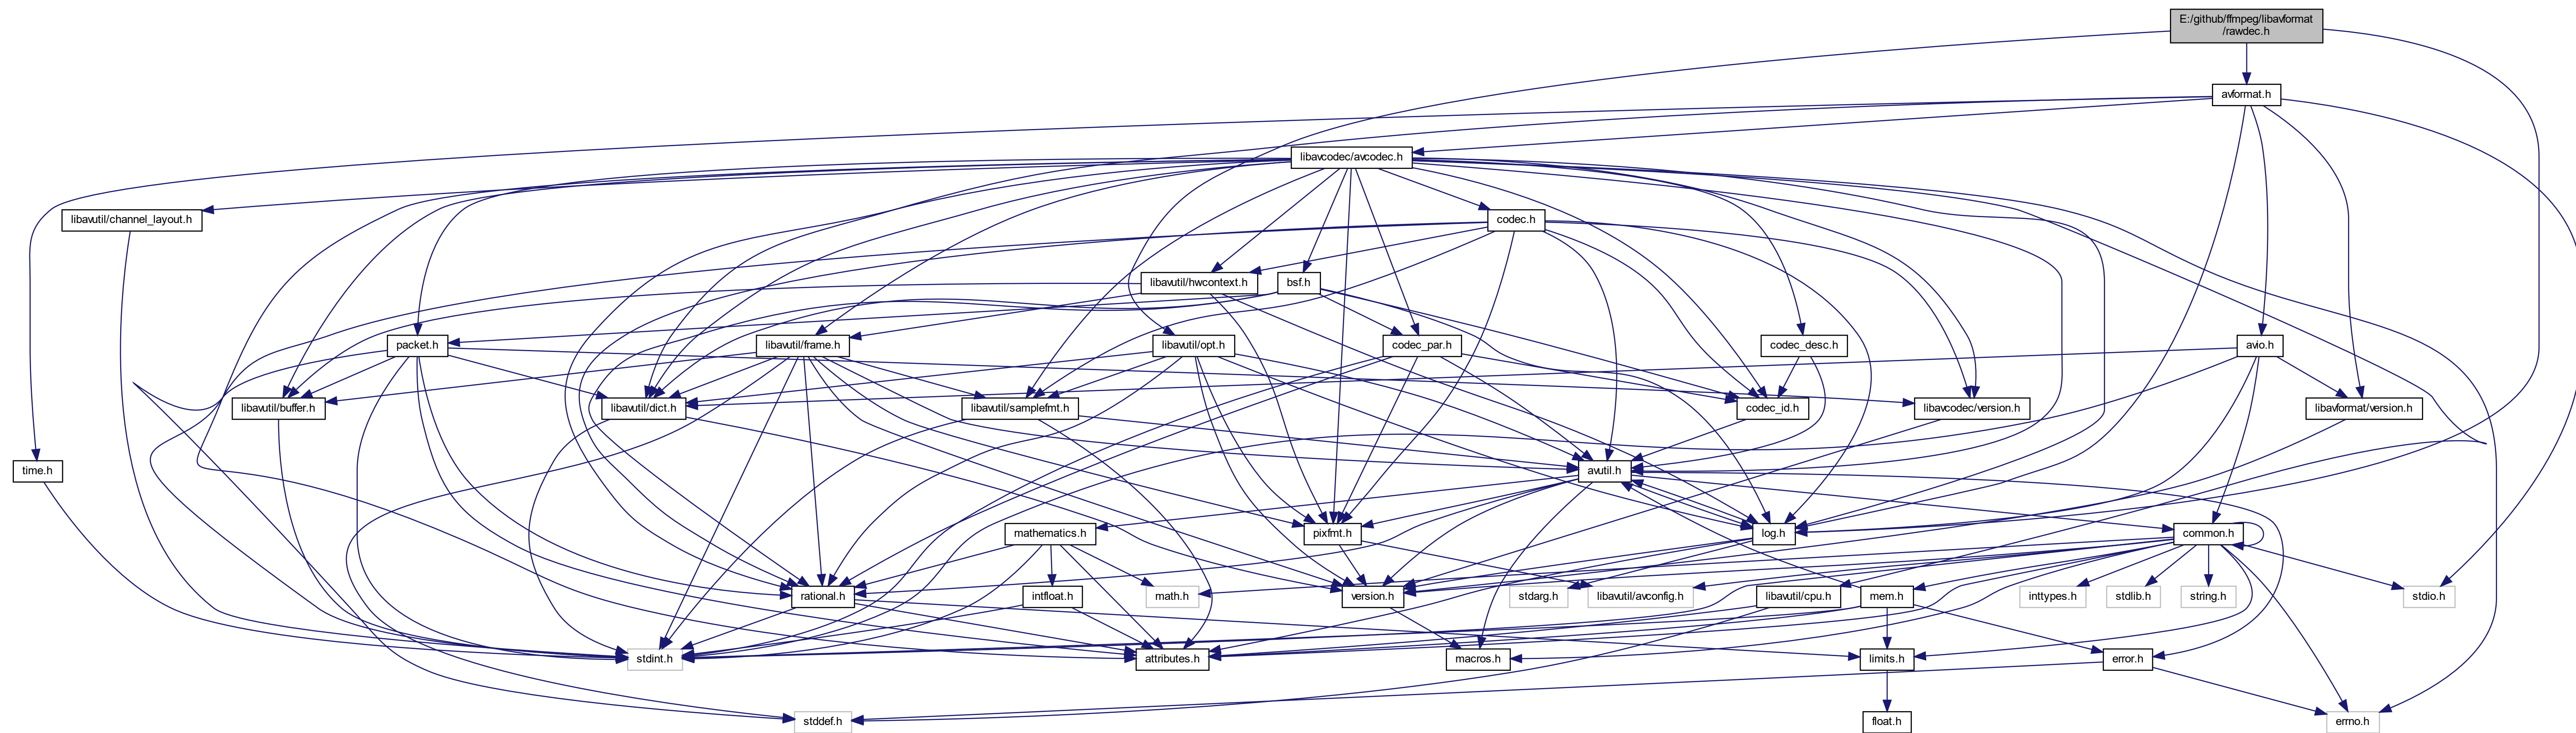 E:/github/ffmpeg/libavformat
/rawdec.h
avformat.h
libavcodec/avcodec.h
libavutil/channel_layout.h
codec.h
libavutil/hwcontext.h
bsf.h
packet.h
libavutil/frame.h
libavutil/opt.h
codec_par.h
codec_desc.h
avio.h
libavutil/buffer.h
libavutil/dict.h
libavutil/samplefmt.h
codec_id.h
libavcodec/version.h
libavformat/version.h
time.h
avutil.h
mathematics.h
pixfmt.h
log.h
common.h
rational.h
intfloat.h
math.h
version.h
stdarg.h
libavutil/avconfig.h
libavutil/cpu.h
mem.h
inttypes.h
stdlib.h
string.h
stdio.h
stdint.h
attributes.h
macros.h
limits.h
error.h
stddef.h
float.h
errno.h